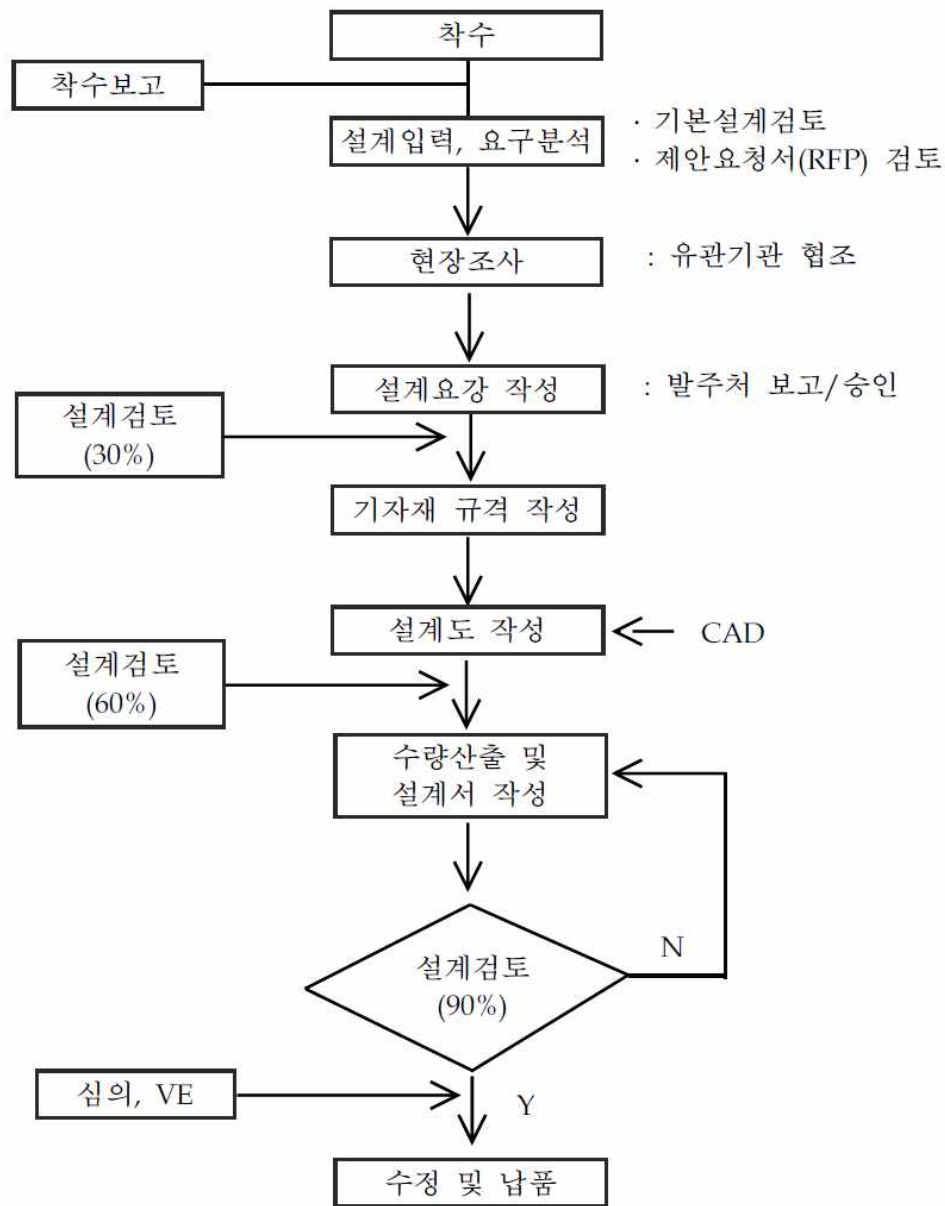 착수
착수보고
설계입력, 요구분석
· 기본설계검토
· 제안요청서(RFP) 검토
현장조사
: 유관기관 협조
설계요강 작성
: 발주처 보고/승인
설계검토
(30%)
기자재 규격 작성
설계도 작성
CAD
설계검토
(60%)
수량산출 및
설계서 작성
설계검토
(90%)
N
심의, VE
Y
수정 및 납품